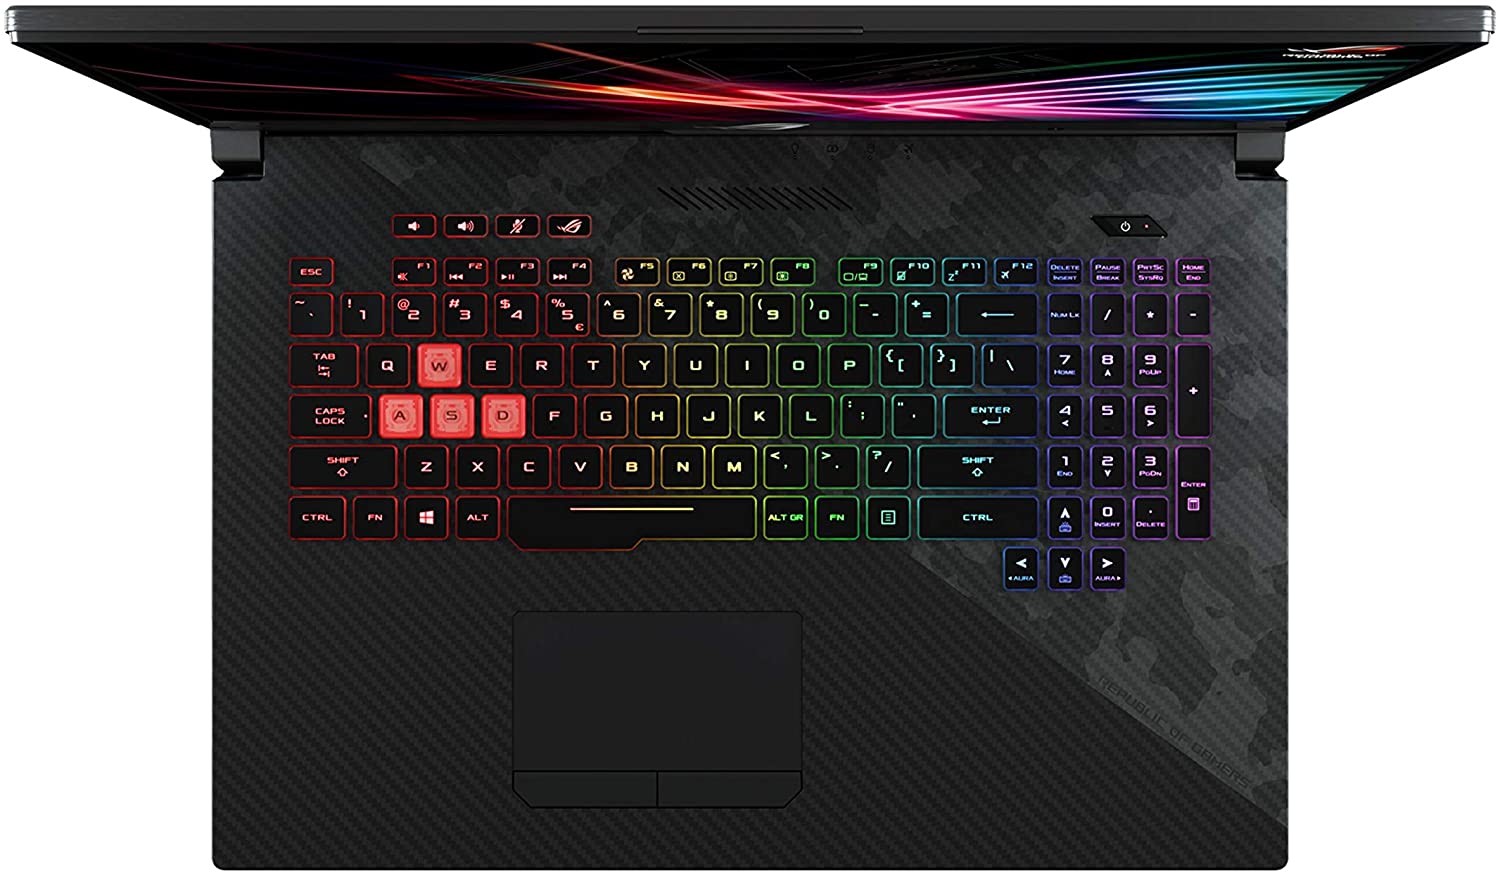 REPUBLIC OF
GAMERS
ESC F1 F2 F3 F4 F5 F6 F7 F8 F9 F10 F11 F12 DELETE INSERT PAUSE BREAK PRTSC SYSRQ HOME END
~ ` ! 1 @ 2 # 3 $ 4 % 5 € ^ 6 & 7 * 8 ( 9 ) 0 _ - + = NUM LK / * -
TAB Q W E R T Y U I O P { [ } ] | \ 7 HOME 8 9 PGUP +
CAPS LOCK A S D F G H J K L : ; " ' ENTER 4 5 6
SHIFT Z X C V B N M < , > . ? / SHIFT 1 END 2 3 PGDN ENTER
CTRL FN ALT ALT GR FN CTRL 0 INSERT . DELETE
AURA AURA
REPUBLIC OF GAMERS